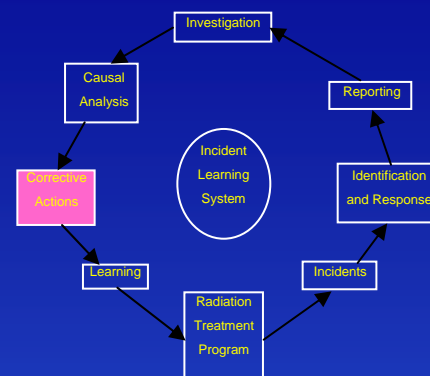 Investigation
Causal
Analysis
Reporting
Incident
Learning
System
Corrective
Actions
Identification
and Response
Learning
Incidents
Radiation
Treatment
Program